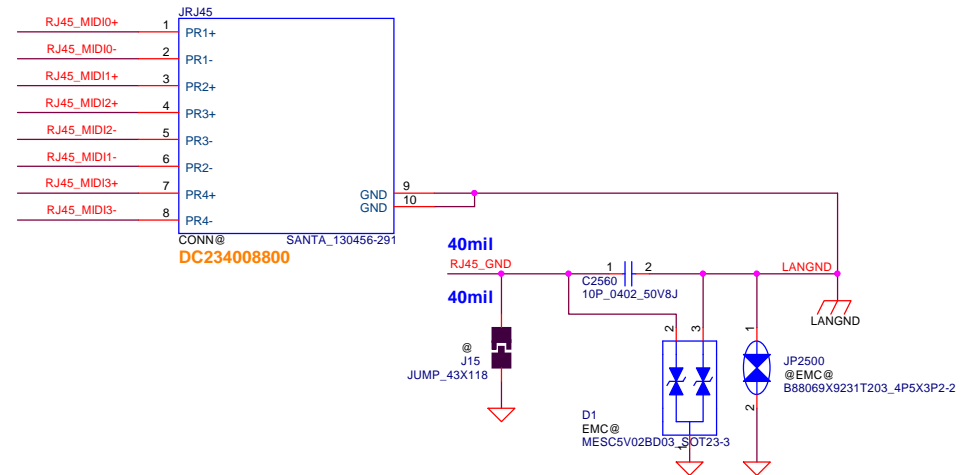 JRJ45
RJ45_MIDI0+ 1 PR1+
RJ45_MIDI0- 2 PR1-
RJ45_MIDI1+ 3 PR2+
RJ45_MIDI2+ 4 PR3+
RJ45_MIDI2- 5 PR3-
RJ45_MIDI1- 6 PR2-
RJ45_MIDI3+ 7 PR4+
RJ45_MIDI3- 8 PR4-
GND 9
GND 10
CONN@ SANTA_130456-291
DC234008800
40mil
RJ45_GND
40mil
1 2
C2560
10P_0402_50V8J
LANGND
LANGND
@
J15
JUMP_43X118
2 3
D1
EMC@
MESC5V02BD03_SOT23-3
1
1
JP2500
@EMC@
B88069X9231T203_4P5X3P2-2
2